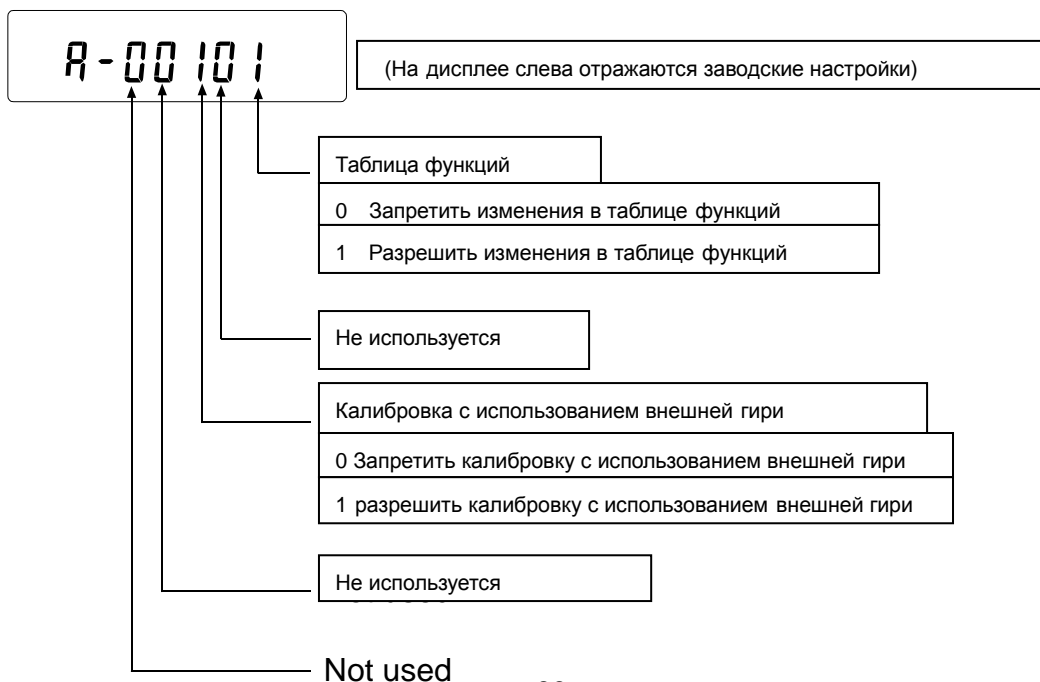 A-00101
(На дисплее слева отражаются заводские настройки)
Таблица функций
0 Запретить изменения в таблице функций
1 Разрешить изменения в таблице функций
Не используется
Калибровка с использованием внешней гири
0 Запретить калибровку с использованием внешней гири
1 разрешить калибровку с использованием внешней гири
Не используется
Not used